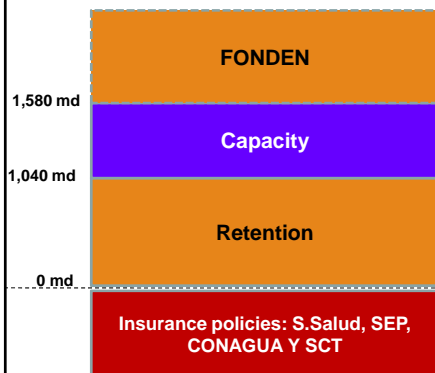 FONDEN
1,580 md
Capacity
1,040 md
Retention
0 md
Insurance policies: S.Salud, SEP,
CONAGUA Y SCT